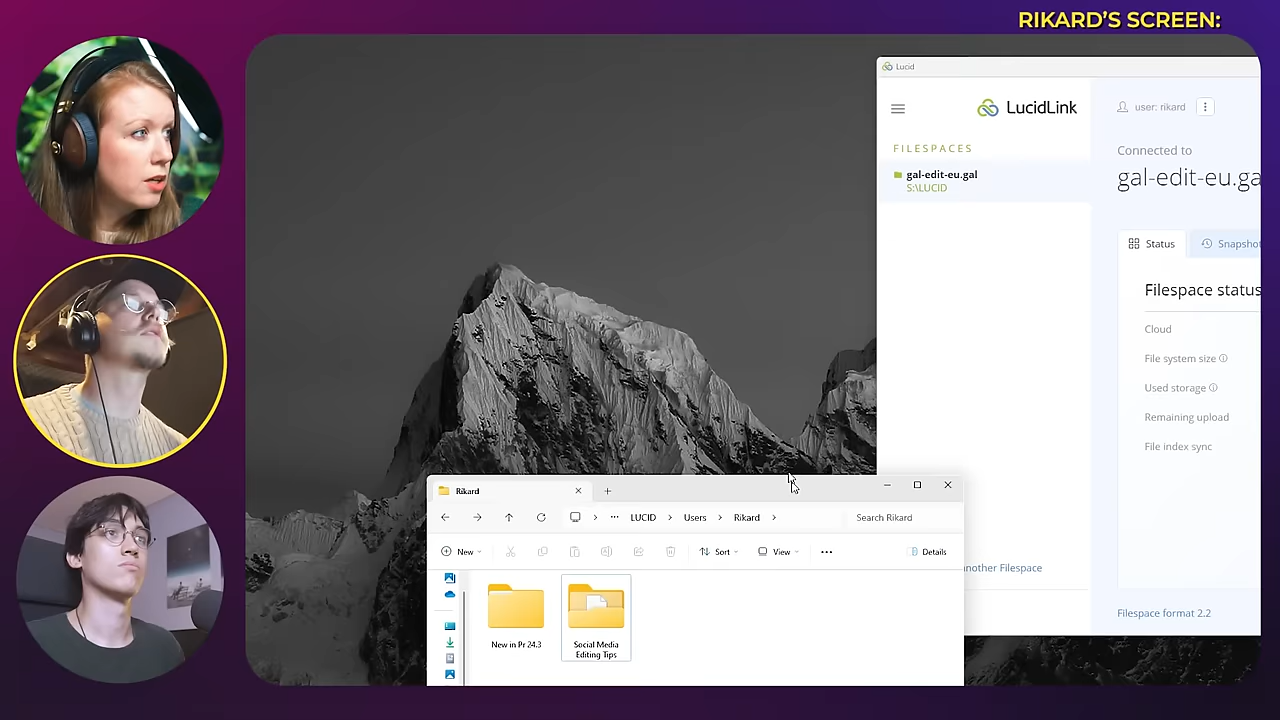 RIKARD'S SCREEN:
Lucid
LucidLink
user: rikard
FILESPACES
gal-edit-eu.gal
S:\LUCID
Connected to
gal-edit-eu.ga
Status
Snapsho
Filespace status
Cloud
File system size
Used storage
Remaining upload
File index sync
nother Filespace
Filespace format 2.2
Rikard
LUCID
Users
Rikard
Search Rikard
New
Sort
View
Details
New in Pr 24.3
Social Media
Editing Tips